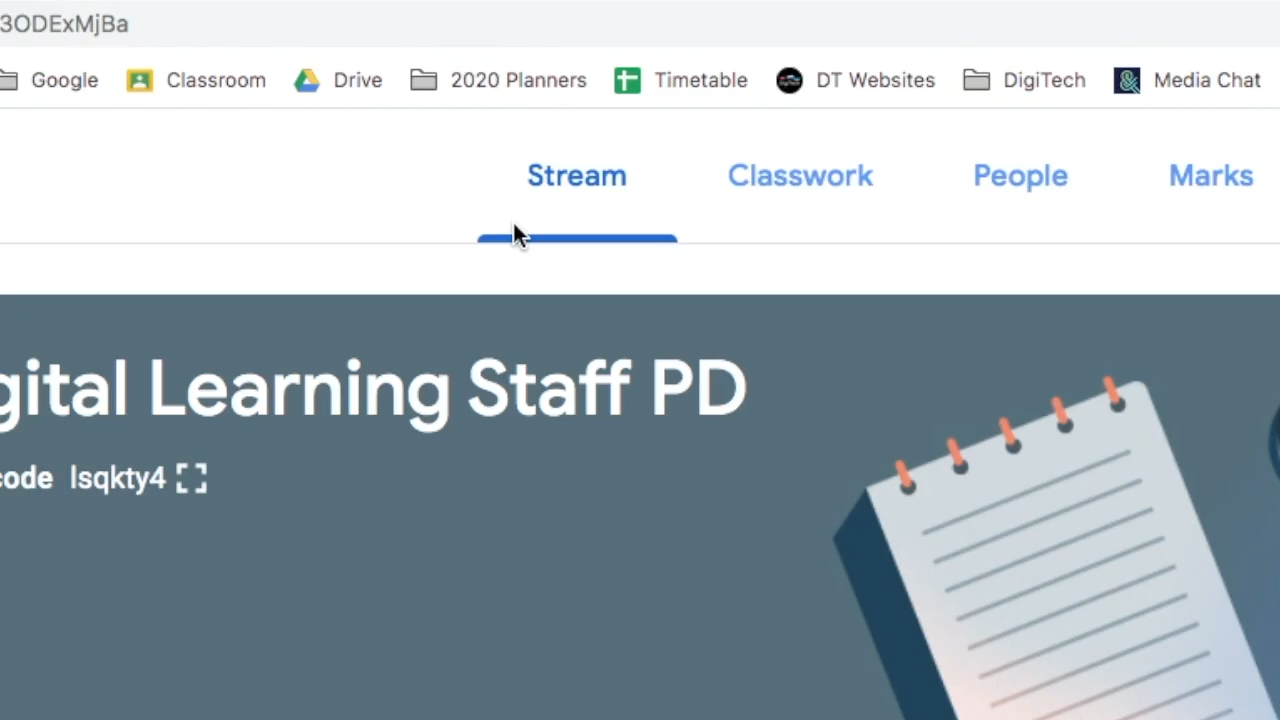 3ODExMjBa
Google Classroom Drive 2020 Planners Timetable DT Websites DigiTech Media Chat
Stream Classwork People Marks
gital Learning Staff PD
code lsqkty4